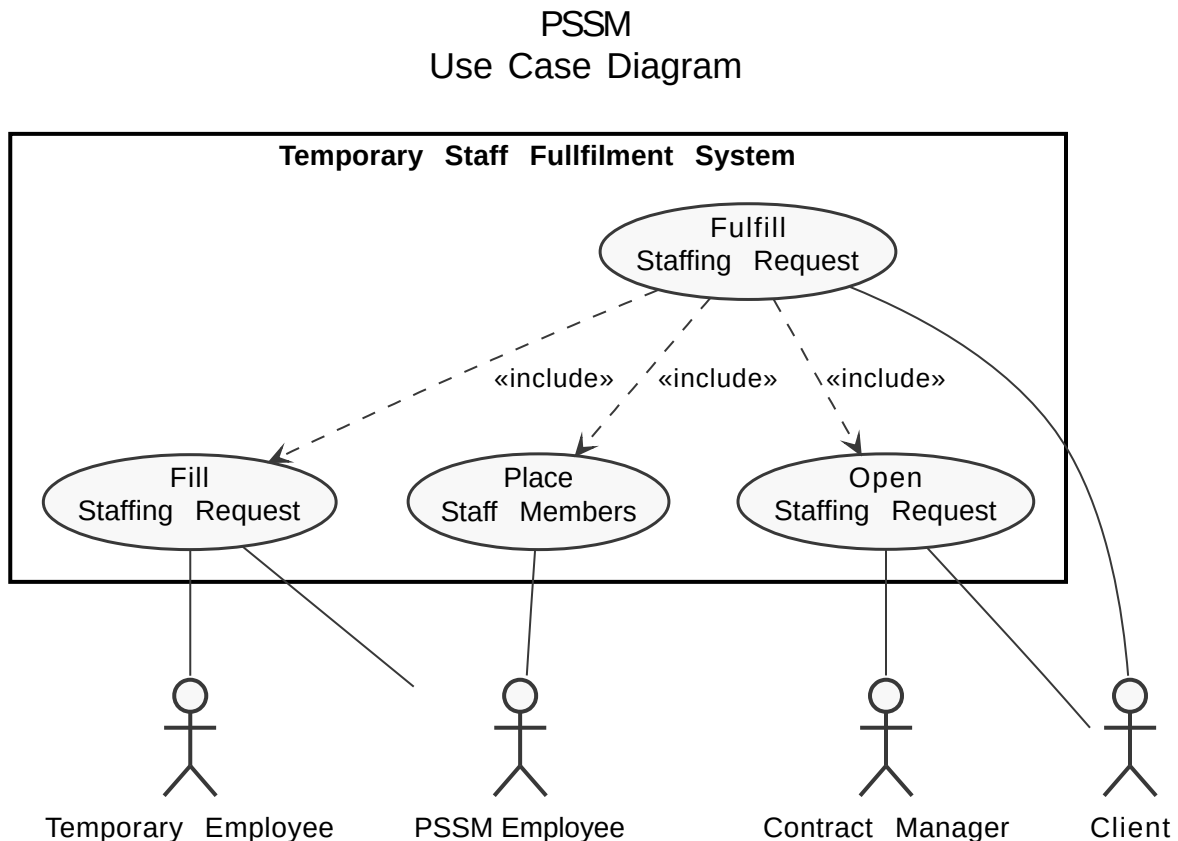 PSSM
Use Case Diagram
Temporary Staff Fullfilment System
Fulfill
Staffing Request
«include»
«include»
«include»
Fill
Staffing Request
Place
Staff Members
Open
Staffing Request
Temporary Employee
PSSM Employee
Contract Manager
Client